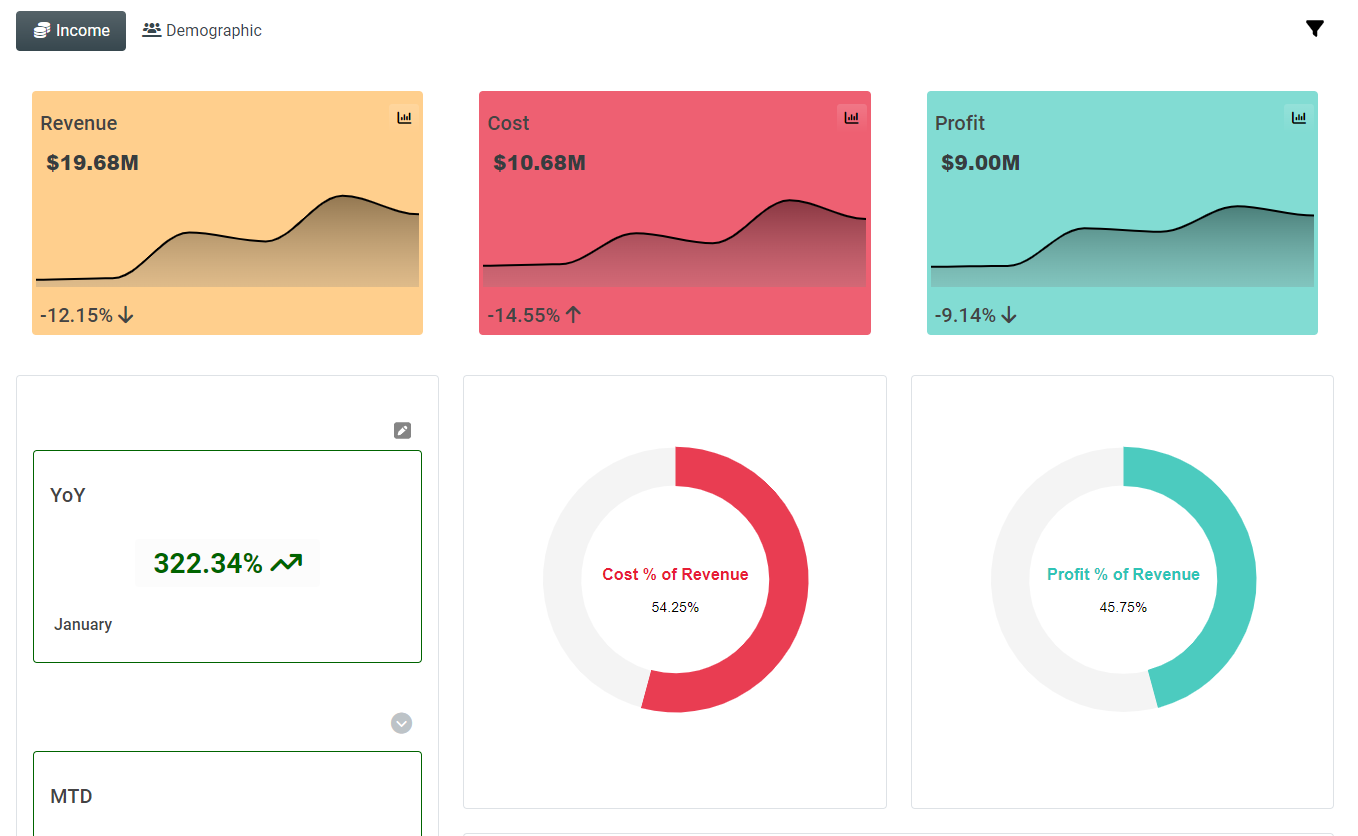 Income
Demographic
Revenue
$19.68M
-12.15%
Cost
$10.68M
-14.55%
Profit
$9.00M
-9.14%
YoY
322.34%
January
MTD
Cost % of Revenue
54.25%
Profit % of Revenue
45.75%